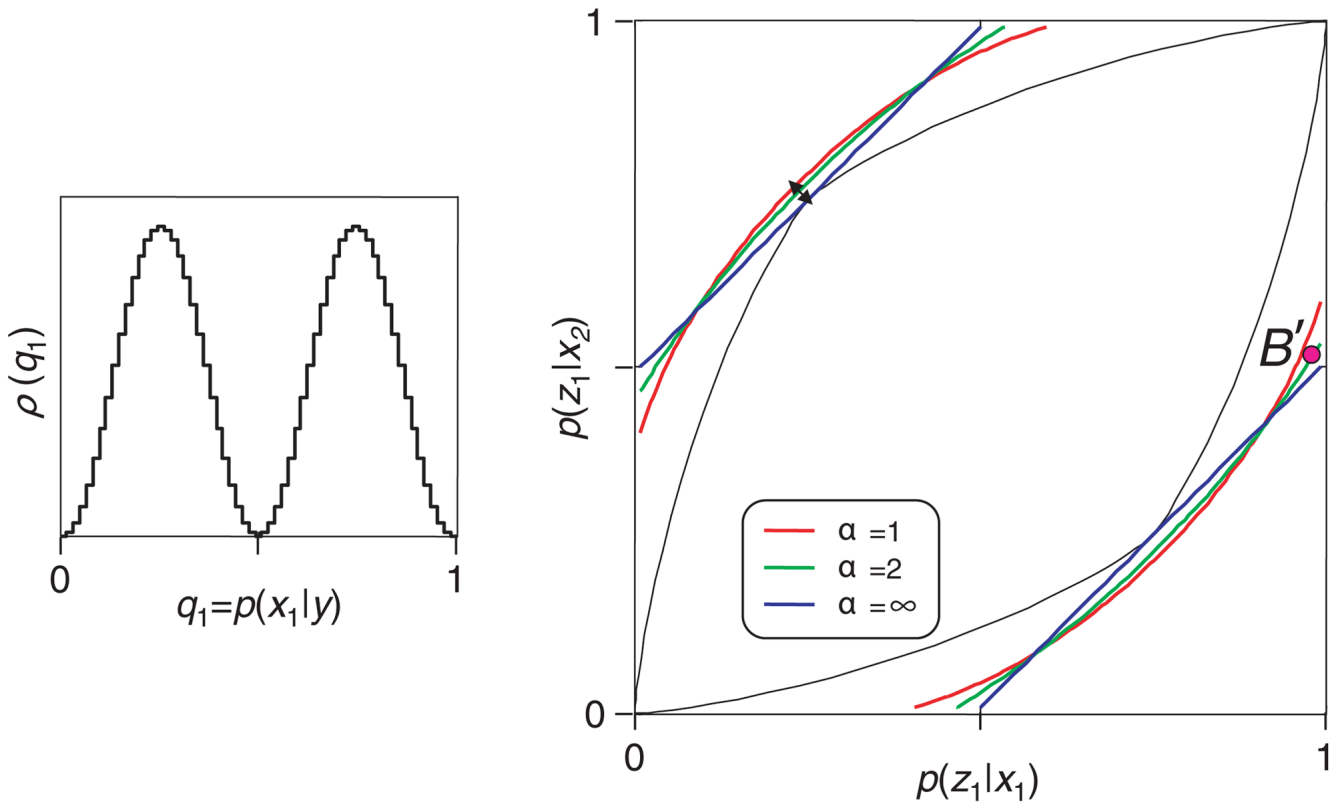 ρ(q1)
0
1
q1=p(x1|y)
1
p(z1|x2)
B′
α =1
α =2
α =∞
0
0
1
p(z1|x1)